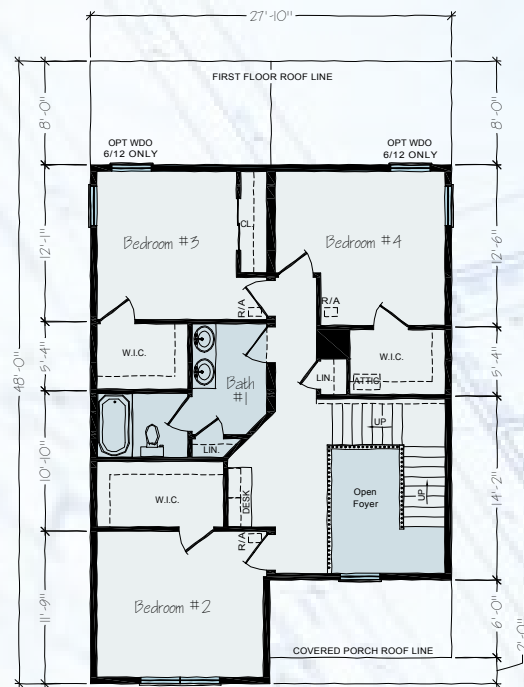 27'-10"
FIRST FLOOR ROOF LINE
8'-0"
8'-0"
OPT WDO
6/12 ONLY
OPT WDO
6/12 ONLY
CL.
Bedroom #3
Bedroom #4
12'-1"
12'-6"
R/A
R/A
W.I.C.
W.I.C.
5'-4"
5'-4"
48'-0"
Bath
#1
LIN.
ATTIC
UP
LIN.
10'-10"
14'-2"
W.I.C.
DESK
Open
Foyer
UP
R/A
Bedroom #2
11'-9"
6'-0"
COVERED PORCH ROOF LINE
2'-0"